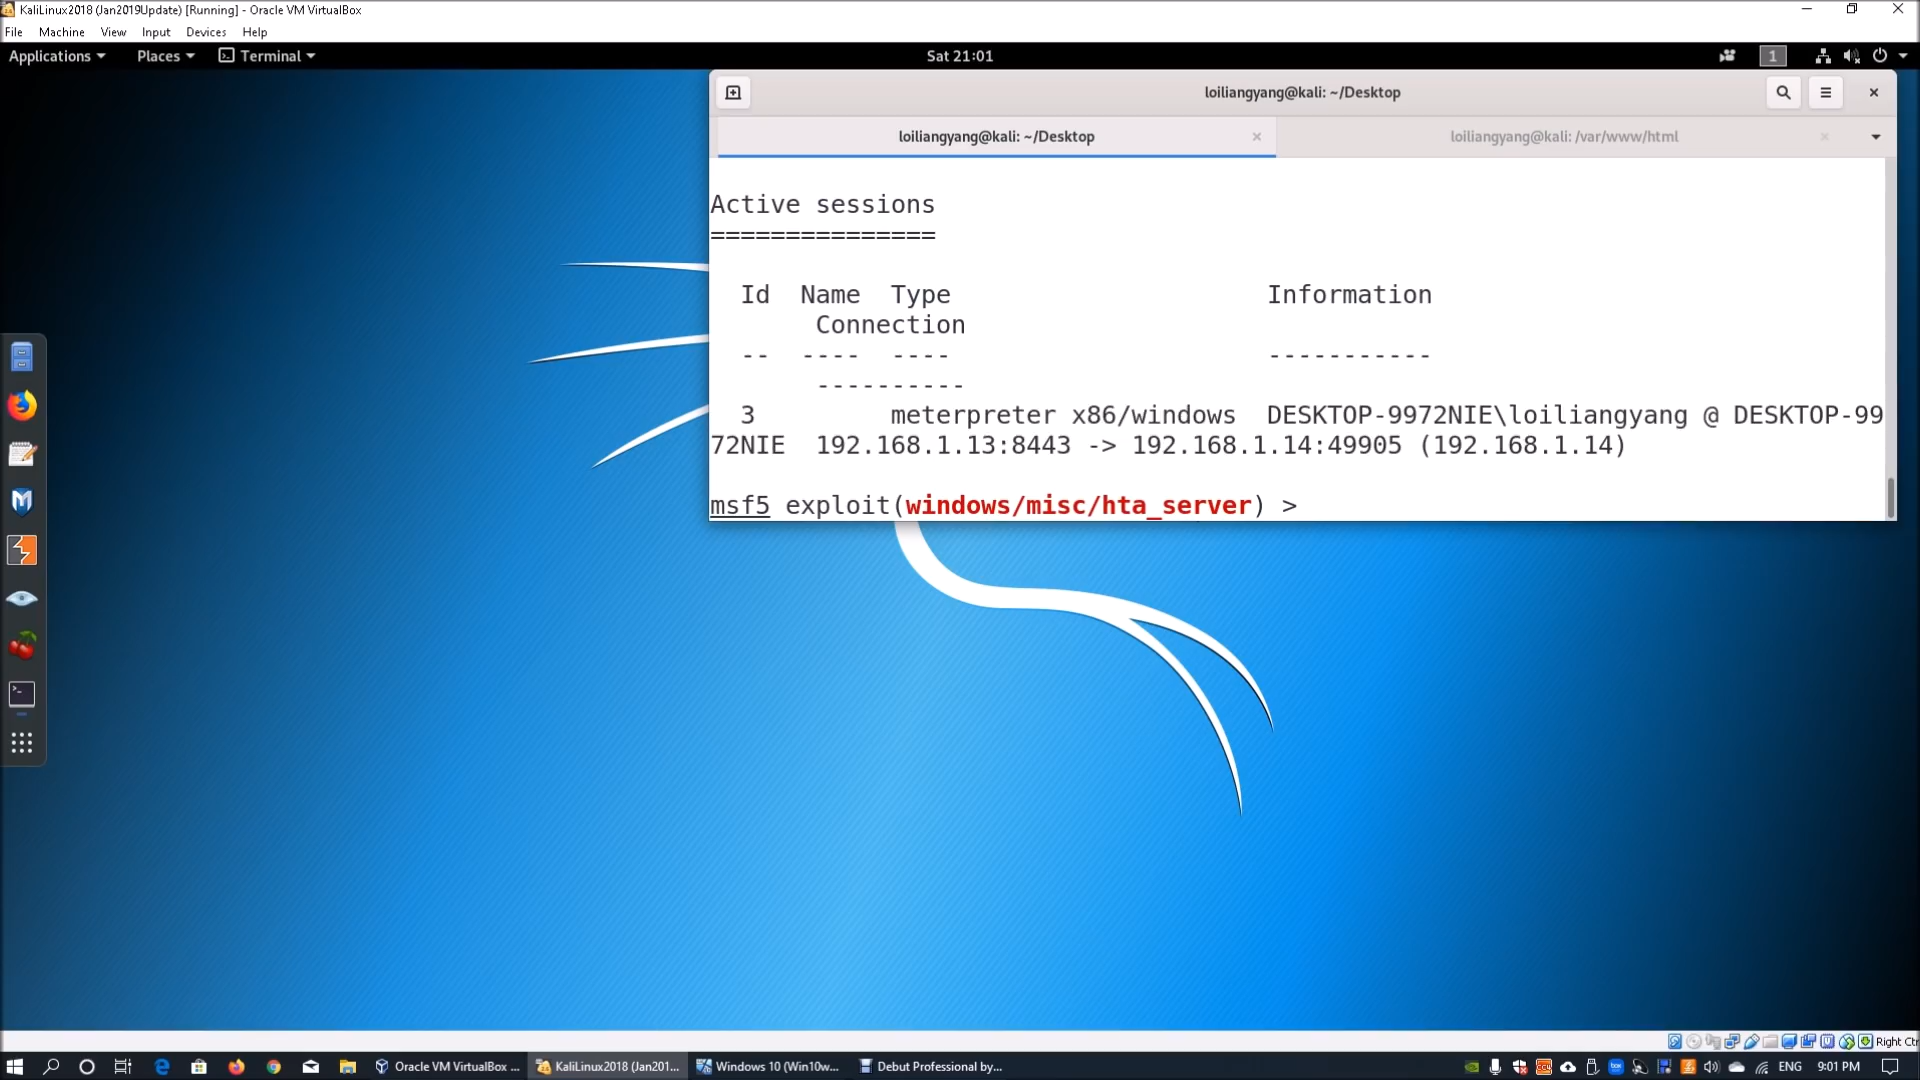 KaliLinux2018 (Jan2019Update) [Running] - Oracle VM VirtualBox
File Machine View Input Devices Help
Applications Places Terminal Sat 21:01 1
loiliangyang@kali: ~/Desktop
loiliangyang@kali: ~/Desktop loiliangyang@kali: /var/www/html
Active sessions
===============
Id Name Type Information
Connection
-- ---- ---- -----------
----------
3 meterpreter x86/windows DESKTOP-9972NIE\loiliangyang @ DESKTOP-99
72NIE 192.168.1.13:8443 -> 192.168.1.14:49905 (192.168.1.14)
msf5 exploit(windows/misc/hta_server) >
Right Ctr
Oracle VM VirtualBox ... KaliLinux2018 (Jan201... Windows 10 (Win10w... Debut Professional by... ENG 9:01 PM